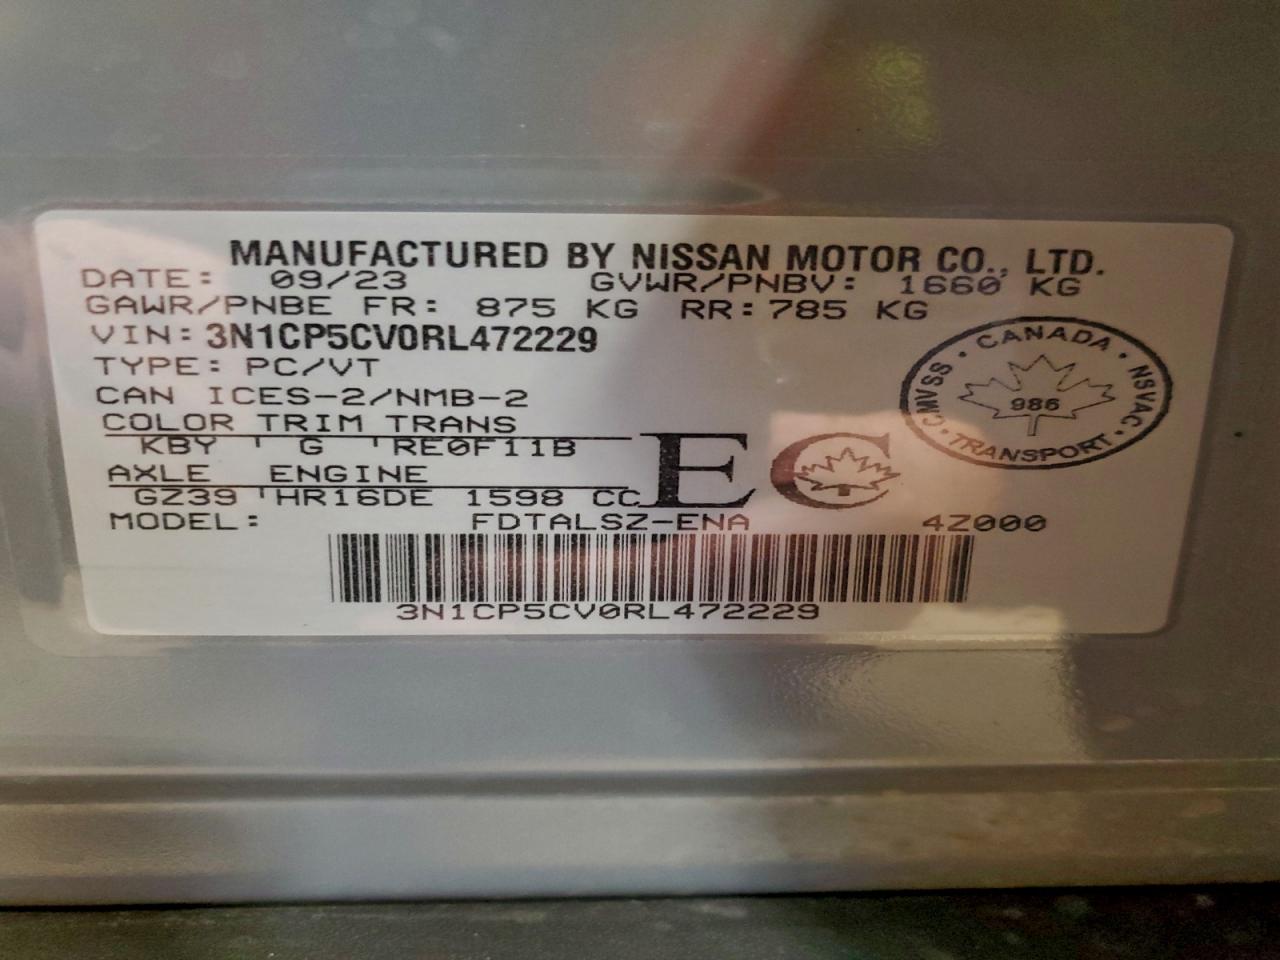 MANUFACTURED BY NISSAN MOTOR CO., LTD.
DATE: 09/23 GVWR/PNBV: 1660 KG
GAWR/PNBE FR: 875 KG RR: 785 KG
VIN: 3N1CP5CV0RL472229
TYPE: PC/VT
CAN ICES-2/NMB-2
COLOR TRIM TRANS
KBY G RE0F11B
AXLE ENGINE
GZ39 HR16DE 1598 CC
EC
CANADA
CMVSS
NSVAC
986
TRANSPORT
MODEL: FDTALSZ-ENA 4Z000
3N1CP5CV0RL472229